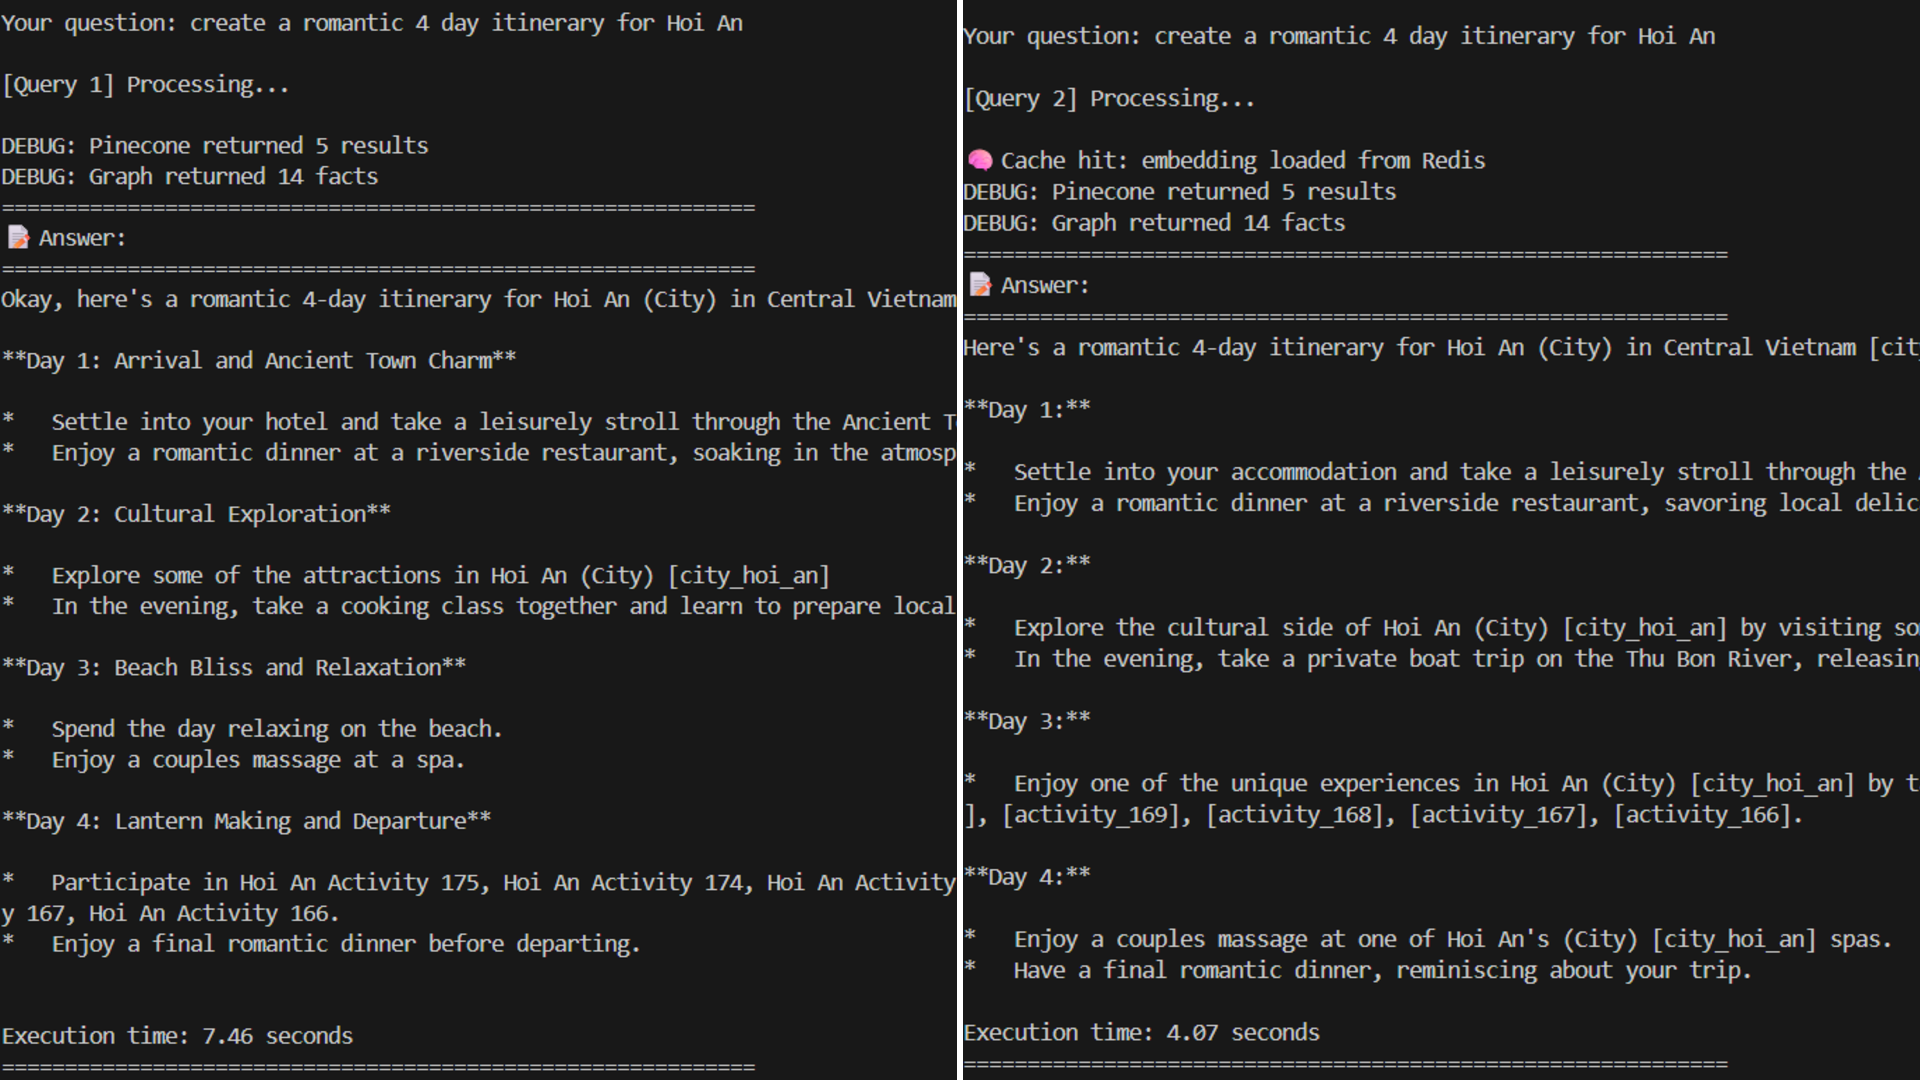 Your question: create a romantic 4 day itinerary for Hoi An
[Query 1] Processing...
DEBUG: Pinecone returned 5 results
DEBUG: Graph returned 14 facts
============================================================
📝 Answer:
============================================================
Okay, here's a romantic 4-day itinerary for Hoi An (City) in Central Vietnam
**Day 1: Arrival and Ancient Town Charm**
*   Settle into your hotel and take a leisurely stroll through the Ancient
*   Enjoy a romantic dinner at a riverside restaurant, soaking in the
**Day 2: Cultural Exploration**
*   Explore some of the attractions in Hoi An (City) [city_hoi_an]
*   In the evening, take a cooking class together and learn to prepare local
**Day 3: Beach Bliss and Relaxation**
*   Spend the day relaxing on the beach.
*   Enjoy a couples massage at a spa.
**Day 4: Lantern Making and Departure**
*   Participate in Hoi An Activity 175, Hoi An Activity 174, Hoi An Activity
y 167, Hoi An Activity 166.
*   Enjoy a final romantic dinner before departing.
Execution time: 7.46 seconds
============================================================
Your question: create a romantic 4 day itinerary for Hoi An
[Query 2] Processing...
🧠 Cache hit: embedding loaded from Redis
DEBUG: Pinecone returned 5 results
DEBUG: Graph returned 14 facts
============================================================
📝 Answer:
============================================================
Here's a romantic 4-day itinerary for Hoi An (City) in Central Vietnam
**Day 1:**
*   Settle into your accommodation and take a leisurely stroll through the
*   Enjoy a romantic dinner at a riverside restaurant, savoring local
**Day 2:**
*   Explore the cultural side of Hoi An (City) [city_hoi_an] by visiting
*   In the evening, take a private boat trip on the Thu Bon River,
**Day 3:**
*   Enjoy one of the unique experiences in Hoi An (City) [city_hoi_an] by
], [activity_169], [activity_168], [activity_167], [activity_166].
**Day 4:**
*   Enjoy a couples massage at one of Hoi An's (City) [city_hoi_an] spas.
*   Have a final romantic dinner, reminiscing about your trip.
Execution time: 4.07 seconds
============================================================